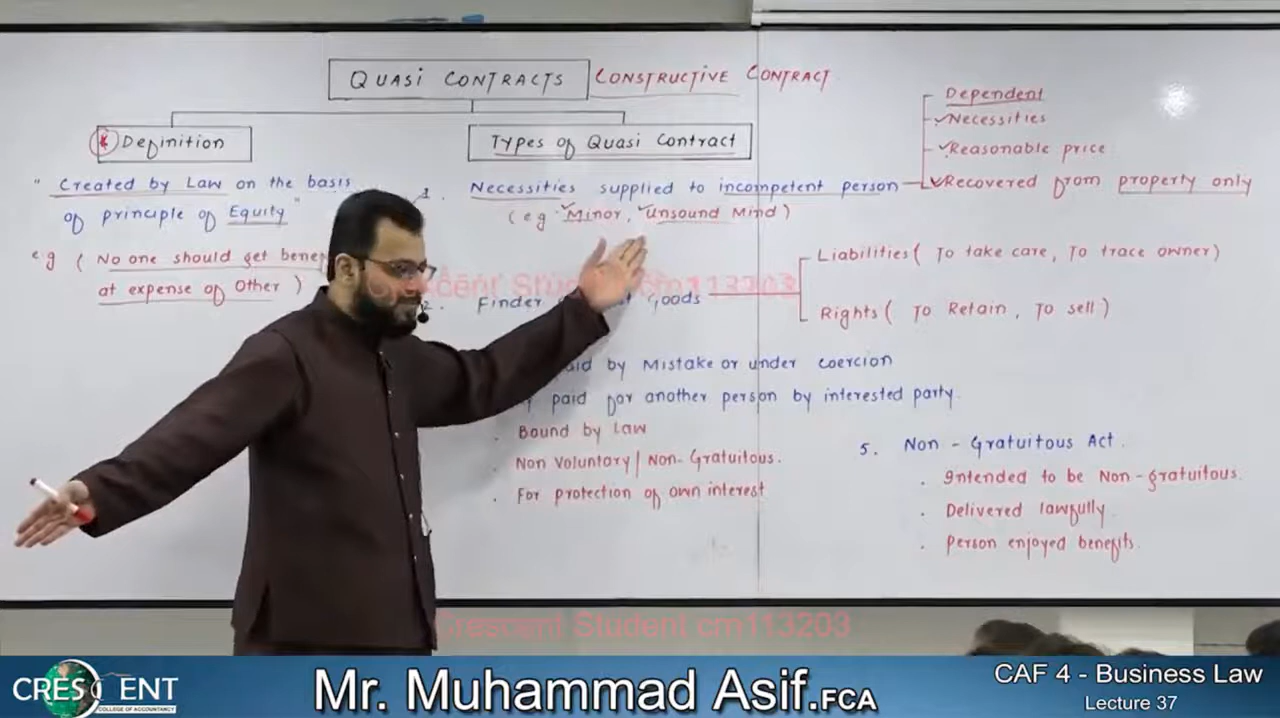 QUASI CONTRACTS CONSTRUCTIVE CONTRACT
* Definition
" Created by Law on the basis
of principle of Equity "
e.g ( No one should get
at expense of Other )
Types of Quasi Contract
1. Necessities supplied to incompetent person
(eg Minor, Unsound Mind)
Dependent
Necessities
Reasonable price
Recovered from property only
2. Finder Goods
Liabilities ( To take care, To trace owner )
Rights ( To Retain, To sell )
by Mistake or under coercion
paid for another person by interested party.
. Bound by Law
. Non Voluntory / Non-Gratuitous.
. For protection of own interest
5. Non-Gratuitous Act.
. Intended to be Non-gratuitous.
. Delivered lawfully
. Person enjoyed benefits.
Crescent Student cm113203
Crescent Student cm113203
CRESCENT
COLLEGE OF ACCOUNTANCY
Mr. Muhammad Asif.FCA
CAF 4 - Business Law
Lecture 37